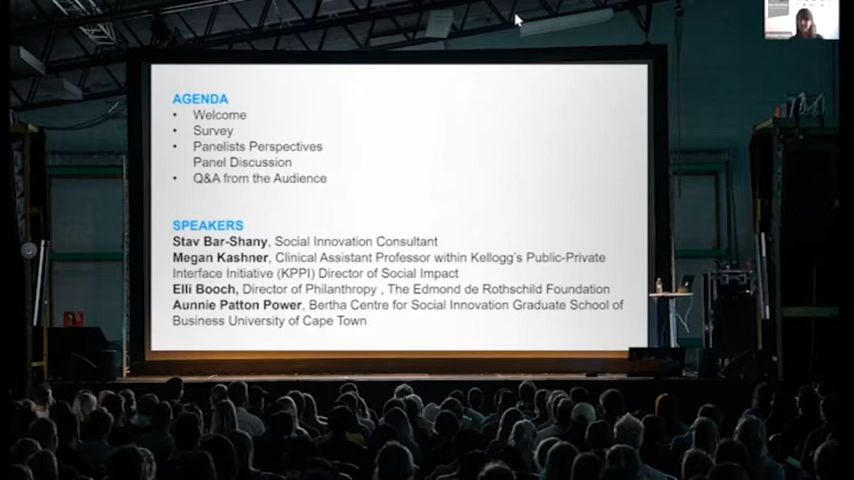 AGENDA
• Welcome
• Survey
• Panelists Perspectives
Panel Discussion
• Q&A from the Audience
SPEAKERS
Stav Bar-Shany, Social Innovation Consultant
Megan Kashner, Clinical Assistant Professor within Kellogg's Public-Private
Interface Initiative (KPPI) Director of Social Impact
Elli Booch, Director of Philanthropy , The Edmond de Rothschild Foundation
Aunnie Patton Power, Bertha Centre for Social Innovation Graduate School of
Business University of Cape Town